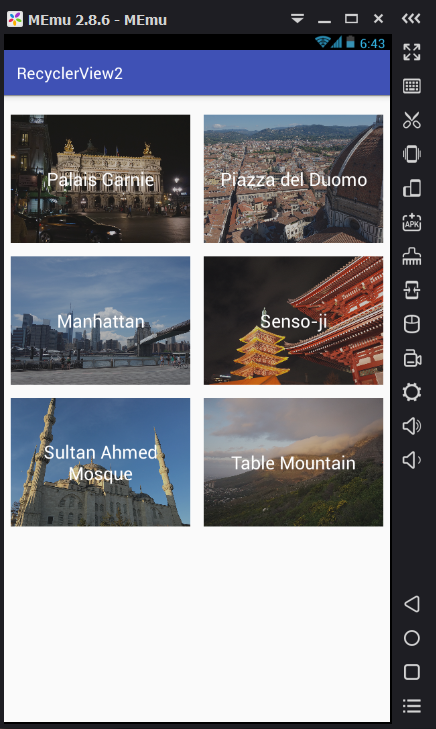 MEmu 2.8.6 - MEmu
6:43
RecyclerView2
Palais Garnie
Piazza del Duomo
Manhattan
Senso-ji
Sultan Ahmed
Mosque
Table Mountain
APK